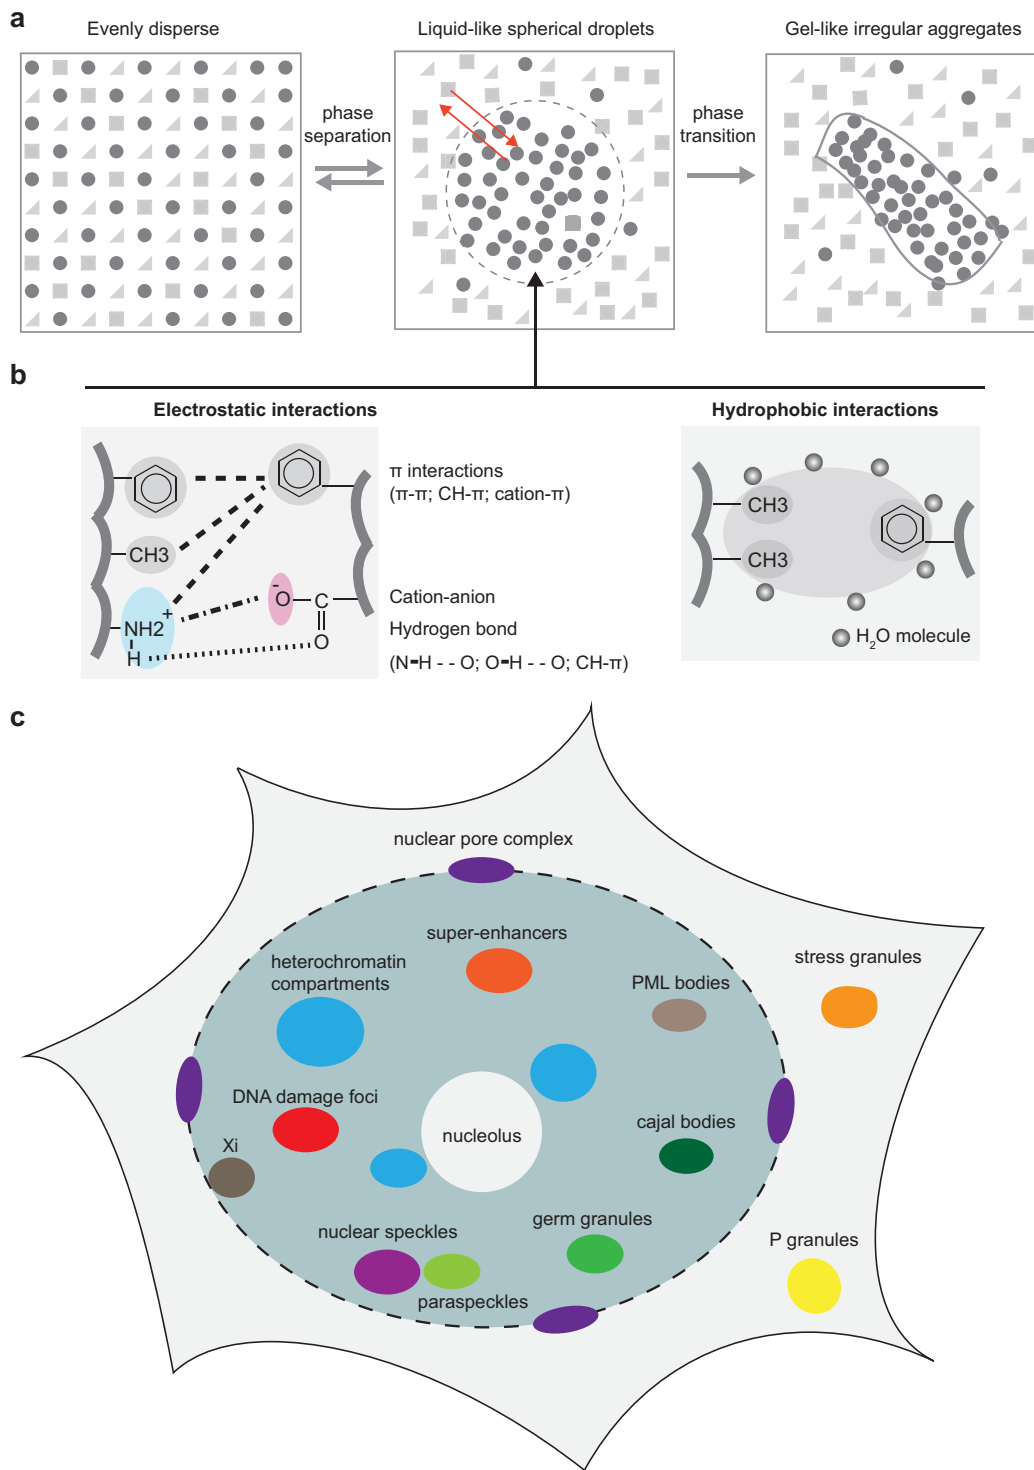 a
Evenly disperse
Liquid-like spherical droplets
Gel-like irregular aggregates
phase
separation
phase
transition
b
Electrostatic interactions
Hydrophobic interactions
π interactions
(π-π; CH-π; cation-π)
CH3
NH2
+
H
-
O
C
O
Cation-anion
Hydrogen bond
(N-H - - O; O-H - - O; CH-π)
CH3
CH3
H₂O molecule
c
nuclear pore complex
super-enhancers
heterochromatin
compartments
PML bodies
stress granules
DNA damage foci
nucleolus
cajal bodies
Xi
nuclear speckles
germ granules
P granules
paraspeckles